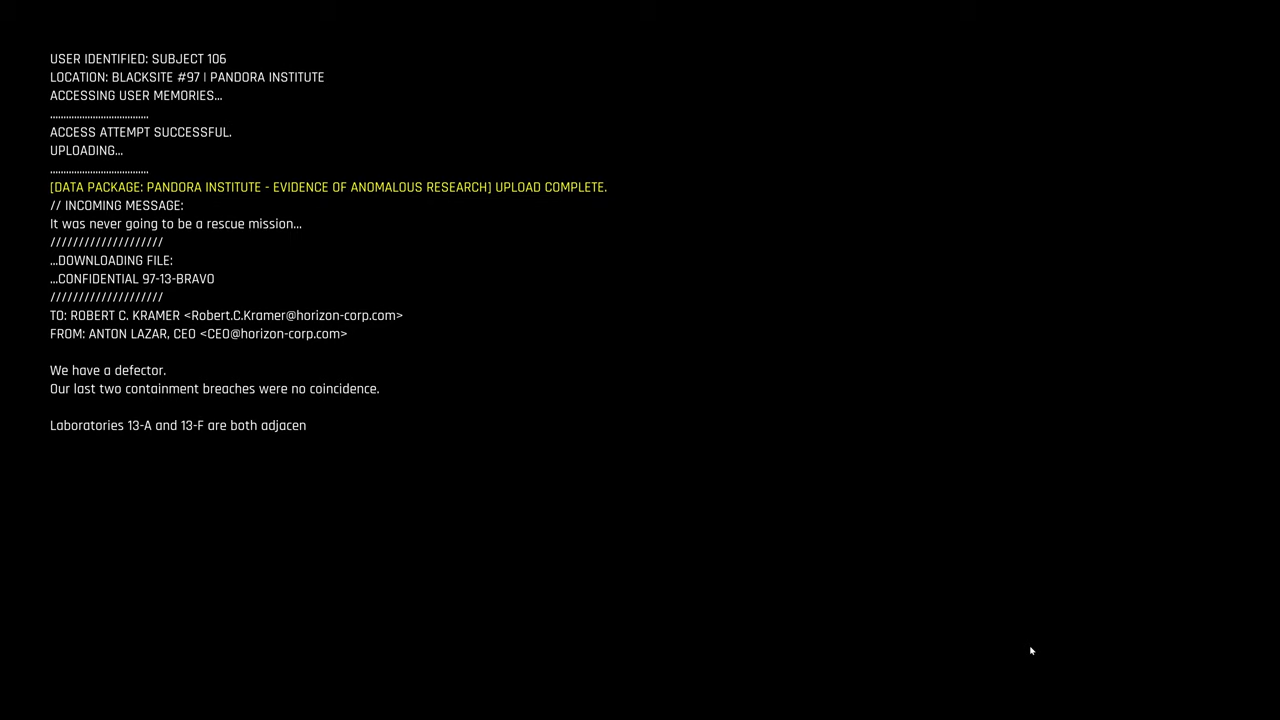 USER IDENTIFIED: SUBJECT 106
LOCATION: BLACKSITE #97 | PANDORA INSTITUTE
ACCESSING USER MEMORIES...
.....................................
ACCESS ATTEMPT SUCCESSFUL.
UPLOADING...
.....................................
[DATA PACKAGE: PANDORA INSTITUTE - EVIDENCE OF ANOMALOUS RESEARCH] UPLOAD COMPLETE.
// INCOMING MESSAGE:
It was never going to be a rescue mission...
////////////////////
...DOWNLOADING FILE:
...CONFIDENTIAL 97-13-BRAVO
////////////////////
TO: ROBERT C. KRAMER <Robert.C.Kramer@horizon-corp.com>
FROM: ANTON LAZAR, CEO <CEO@horizon-corp.com>
We have a defector.
Our last two containment breaches were no coincidence.
Laboratories 13-A and 13-F are both adjacen